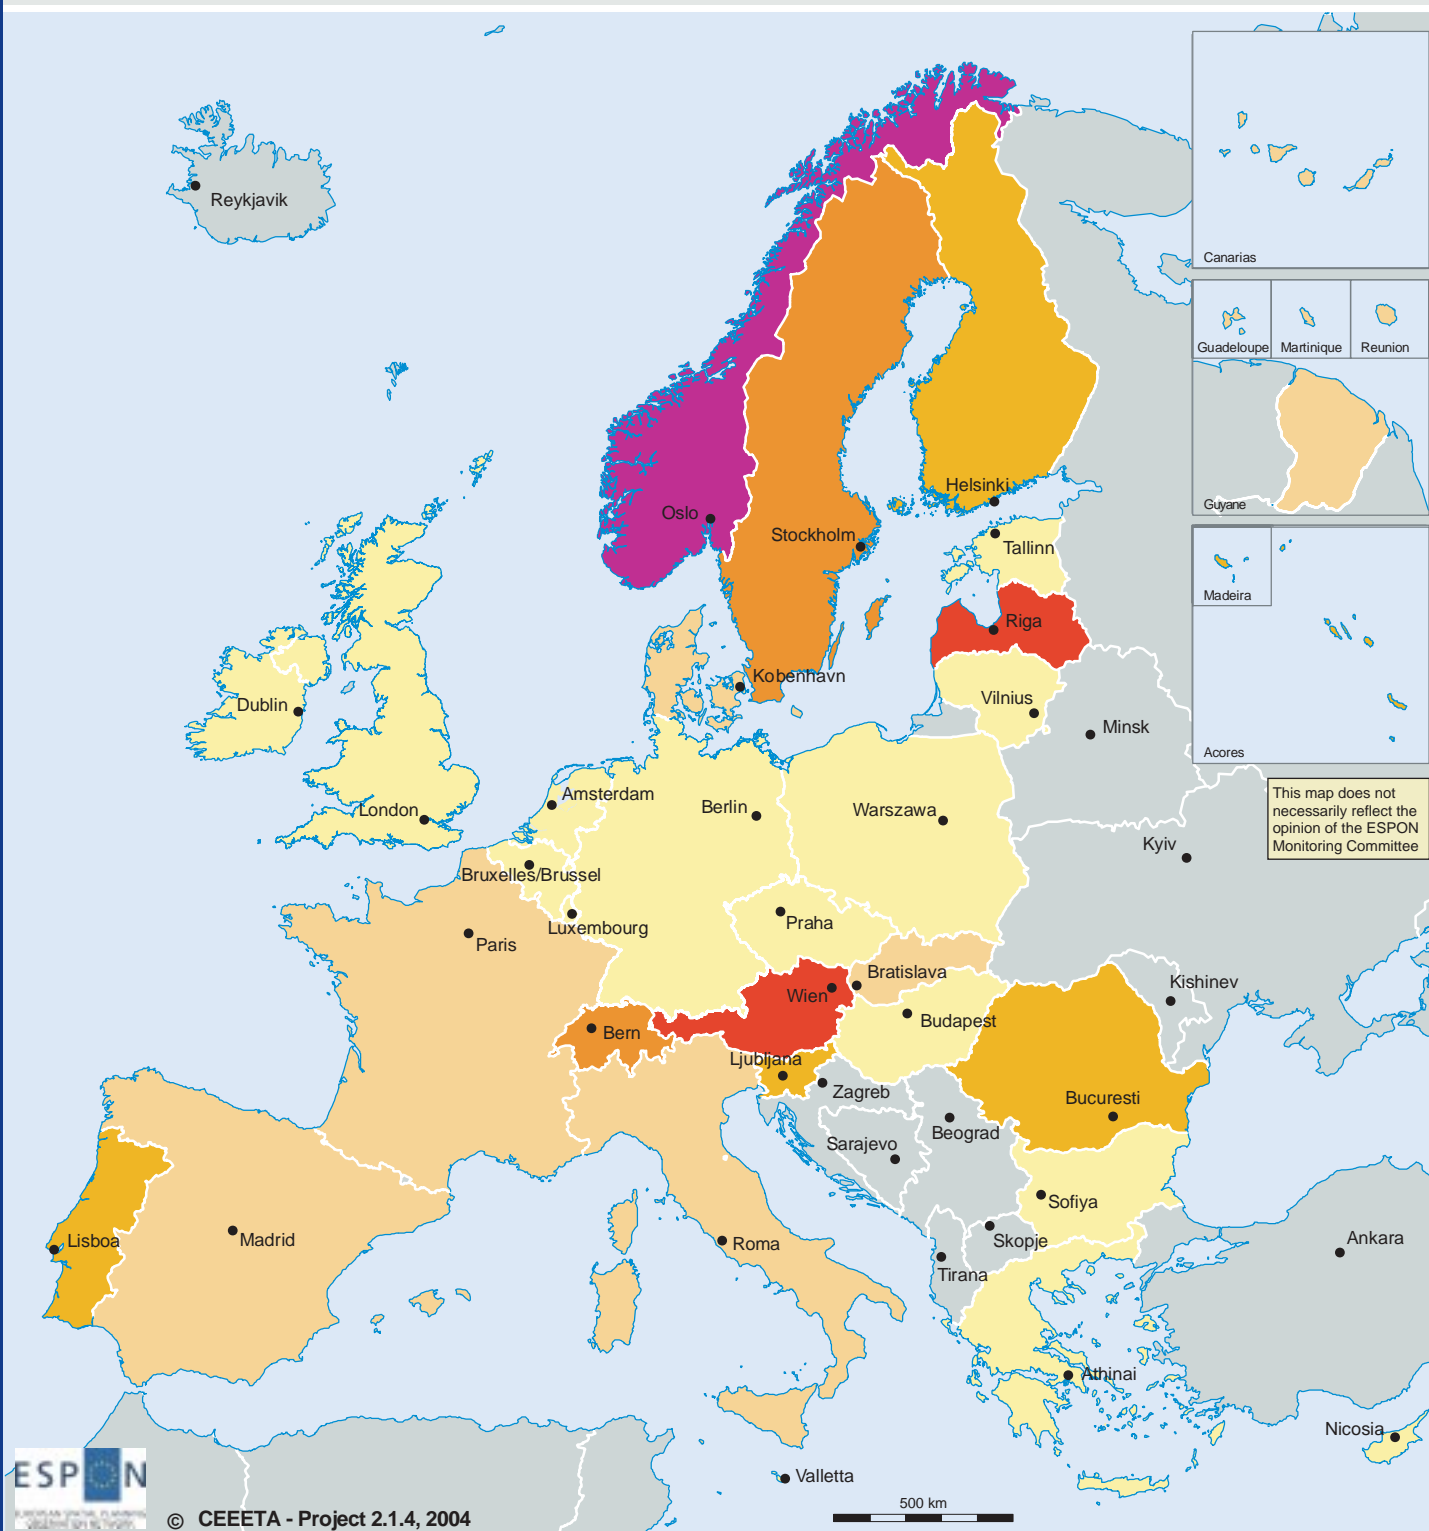 Reykjavik
Canarias
Guadeloupe
Martinique
Reunion
Guyane
Madeira
Acores
This map does not
necessarily reflect the
opinion of the ESPON
Monitoring Committee
Helsinki
Oslo
Stockholm
Tallinn
Riga
Kobenhavn
Vilnius
Dublin
Minsk
Amsterdam
London
Berlin
Warszawa
Kyiv
Bruxelles/Brussel
Luxembourg
Praha
Paris
Bratislava
Wien
Kishinev
Bern
Budapest
Ljubljana
Zagreb
Bucuresti
Beograd
Sarajevo
Sofiya
Lisboa
Madrid
Roma
Skopje
Ankara
Tirana
Athinai
Nicosia
Valletta
500 km
ESPON
© CEEETA - Project 2.1.4, 2004